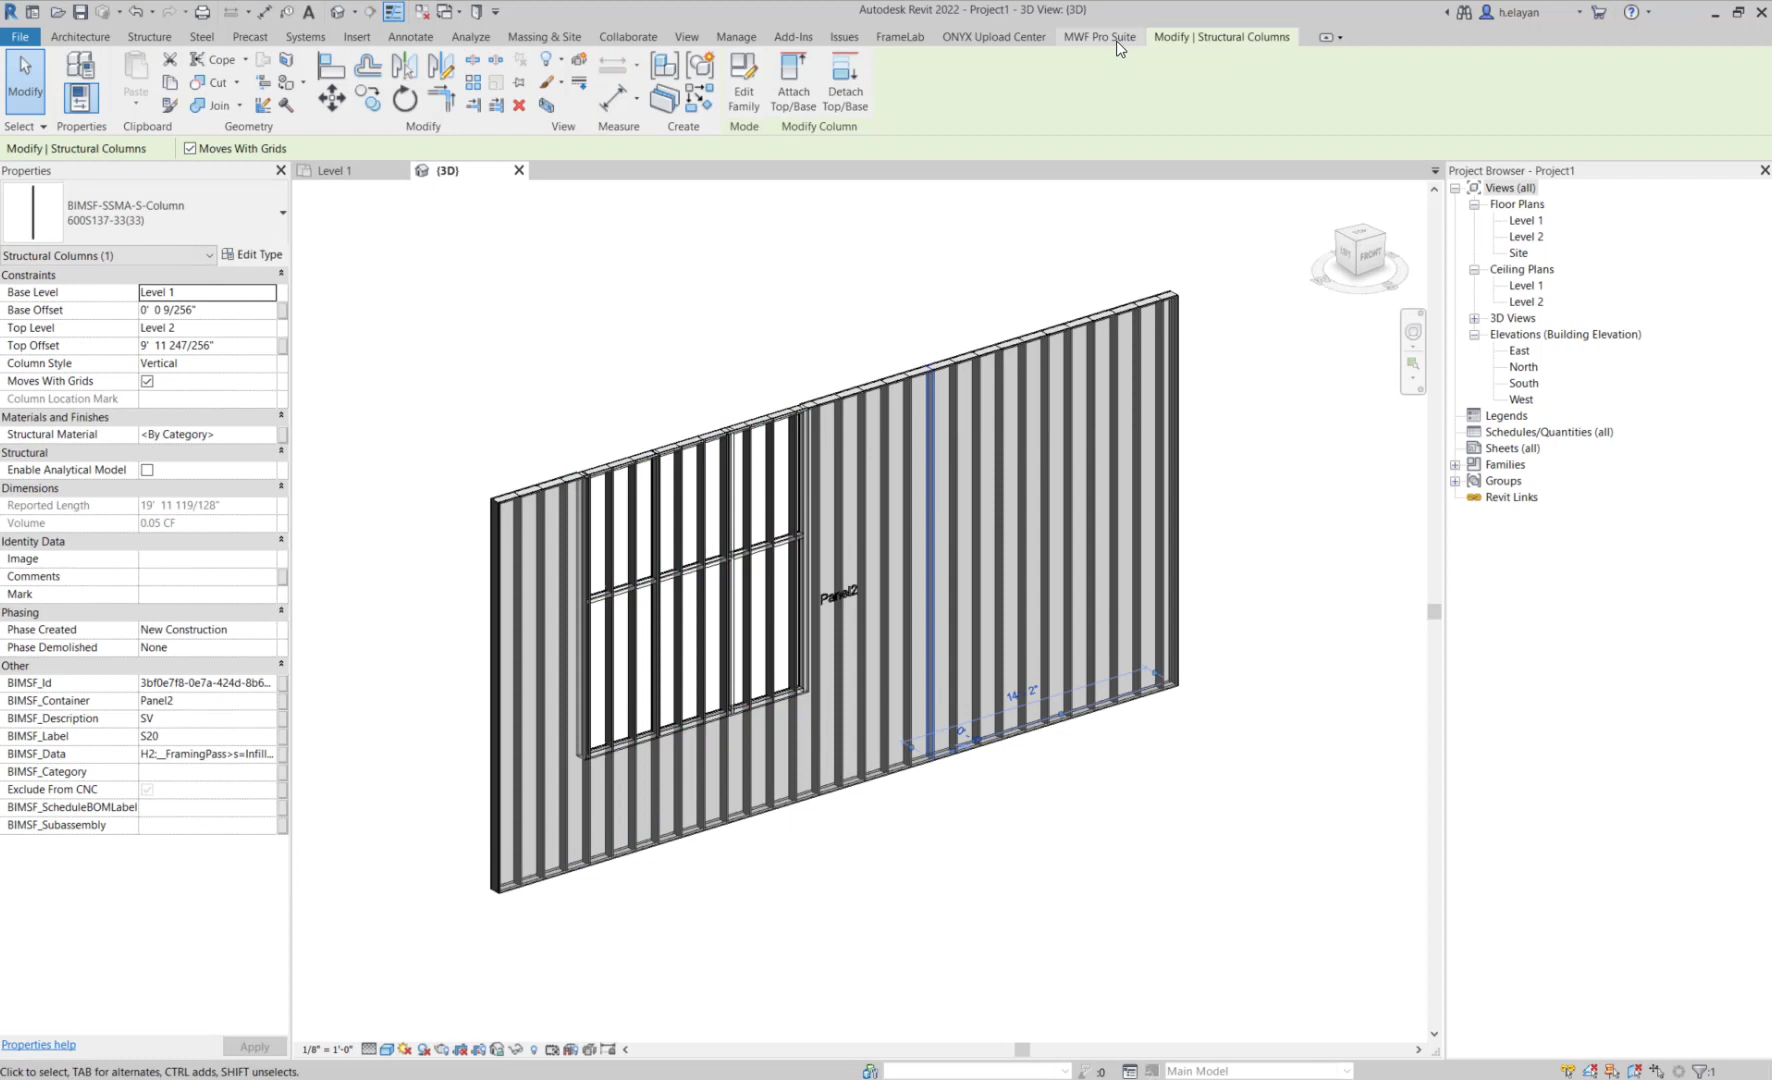 Autodesk Revit 2022 - Project1 - 3D View: {3D}
h.elayan
File Architecture Structure Steel Precast Systems Insert Annotate Analyze Massing & Site Collaborate View Manage Add-Ins Issues FrameLab ONYX Upload Center MWF Pro Suite Modify | Structural Columns
Modify
Paste
Cope
Cut
Join
Edit Family
Attach Top/Base
Detach Top/Base
Select Properties Clipboard Geometry Modify View Measure Create Mode Modify Column
Modify | Structural Columns Moves With Grids
Properties
BIMSF-SSMA-S-Column
600S137-33(33)
Structural Columns (1) Edit Type
Constraints
Base Level Level 1
Base Offset 0' 0 9/256"
Top Level Level 2
Top Offset 9' 11 247/256"
Column Style Vertical
Moves With Grids
Column Location Mark
Materials and Finishes
Structural Material <By Category>
Structural
Enable Analytical Model
Dimensions
Reported Length 19' 11 119/128"
Volume 0.05 CF
Identity Data
Image
Comments
Mark
Phasing
Phase Created New Construction
Phase Demolished None
Other
BIMSF_Id 3bf0e7f8-0e7a-424d-8b6...
BIMSF_Container Panel2
BIMSF_Description SV
BIMSF_Label S20
BIMSF_Data H2:__FramingPass>s=Infill...
BIMSF_Category
Exclude From CNC
BIMSF_ScheduleBOMLabel
BIMSF_Subassembly
Properties help Apply
Level 1 {3D}
FRONT
Panel2
1/8" = 1'-0"
Project Browser - Project1
Views (all)
Floor Plans
Level 1
Level 2
Site
Ceiling Plans
Level 1
Level 2
3D Views
Elevations (Building Elevation)
East
North
South
West
Legends
Schedules/Quantities (all)
Sheets (all)
Families
Groups
Revit Links
Click to select, TAB for alternates, CTRL adds, SHIFT unselects.
:0
Main Model
:1